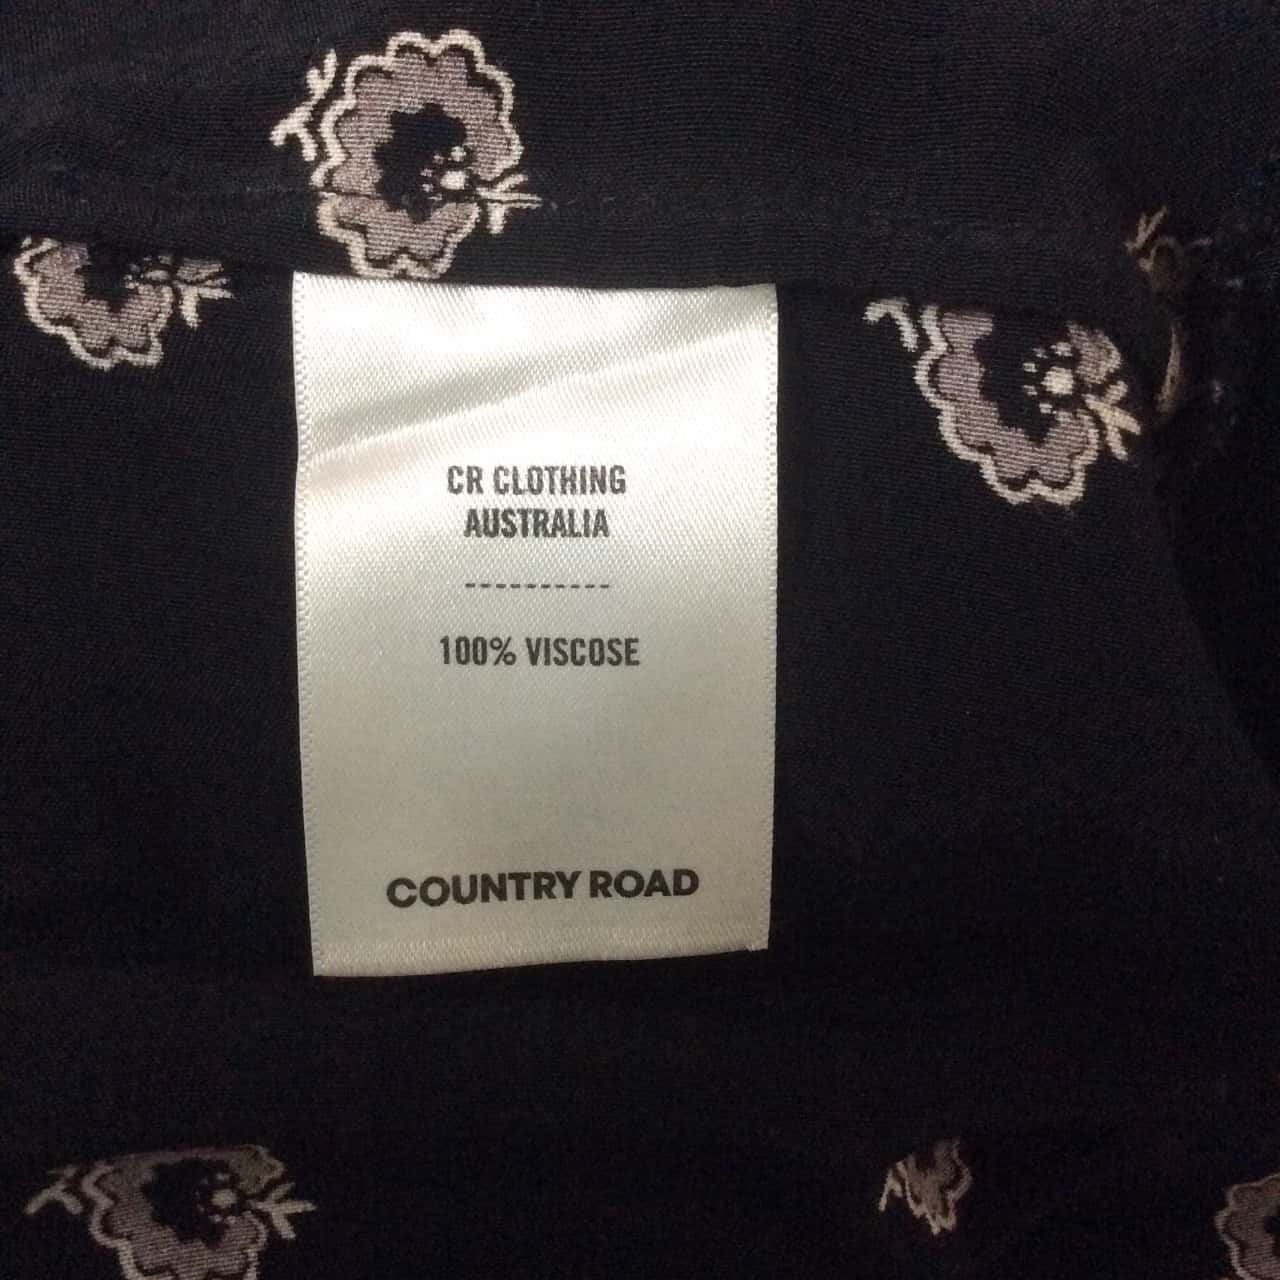 CR CLOTHING
AUSTRALIA
----------
100% VISCOSE
COUNTRY ROAD